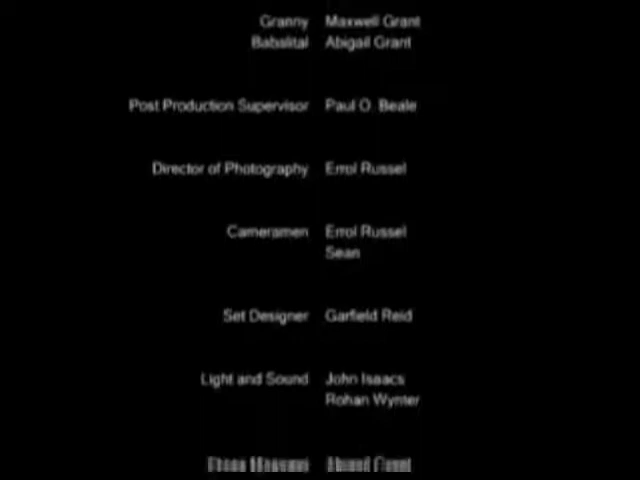 Granny Maxwell Grant
Babslital Abigail Grant
Post Production Supervisor Paul O. Beale
Director of Photography Errol Russel
Cameramen Errol Russel
Sean
Set Designer Garfield Reid
Light and Sound John Isaacs
Rohan Wynter